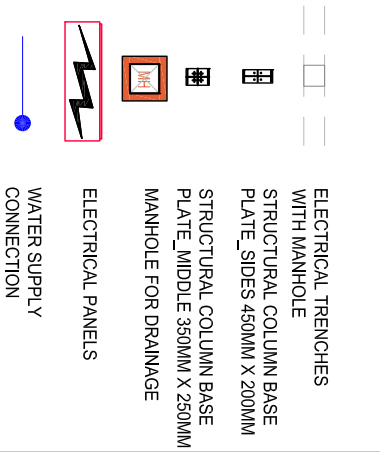 ELECTRICAL TRENCHES
WITH MANHOLE
STRUCTURAL COLUMN BASE
PLATE_SIDES 450MM X 200MM
STRUCTURAL COLUMN BASE
PLATE_MIDDLE 350MM X 250MM
MH
MANHOLE FOR DRAINAGE
ELECTRICAL PANELS
WATER SUPPLY
CONNECTION